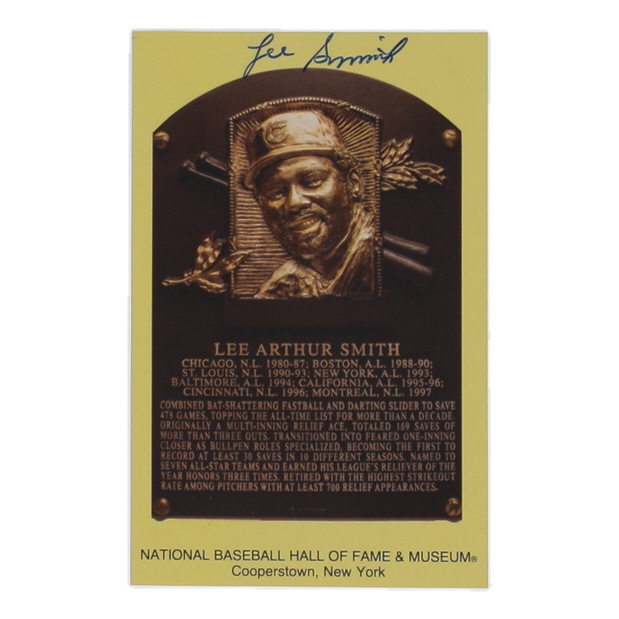 Lee Smith
C
LEE ARTHUR SMITH
CHICAGO, N.L. 1980-87; BOSTON, A.L. 1988-90;
ST. LOUIS, N.L. 1990-93; NEW YORK, A.L. 1993;
BALTIMORE, A.L. 1994; CALIFORNIA, A.L. 1995-96;
CINCINNATI, N.L. 1996; MONTREAL, N.L. 1997
COMBINED BAT-SHATTERING FASTBALL AND DARTING SLIDER TO SAVE
478 GAMES, TOPPING THE ALL-TIME LIST FOR MORE THAN A DECADE.
ORIGINALLY A MULTI-INNING RELIEF ACE, TOTALED 169 SAVES OF
MORE THAN THREE OUTS. TRANSITIONED INTO FEARED ONE-INNING
CLOSER AS BULLPEN ROLES SPECIALIZED, BECOMING THE FIRST TO
RECORD AT LEAST 30 SAVES IN 10 DIFFERENT SEASONS. NAMED TO
SEVEN ALL-STAR TEAMS AND EARNED HIS LEAGUE'S RELIEVER OF THE
YEAR HONORS THREE TIMES. RETIRED WITH THE HIGHEST STRIKEOUT
RATE AMONG PITCHERS WITH AT LEAST 700 RELIEF APPEARANCES.
NATIONAL BASEBALL HALL OF FAME & MUSEUM®
Cooperstown, New York